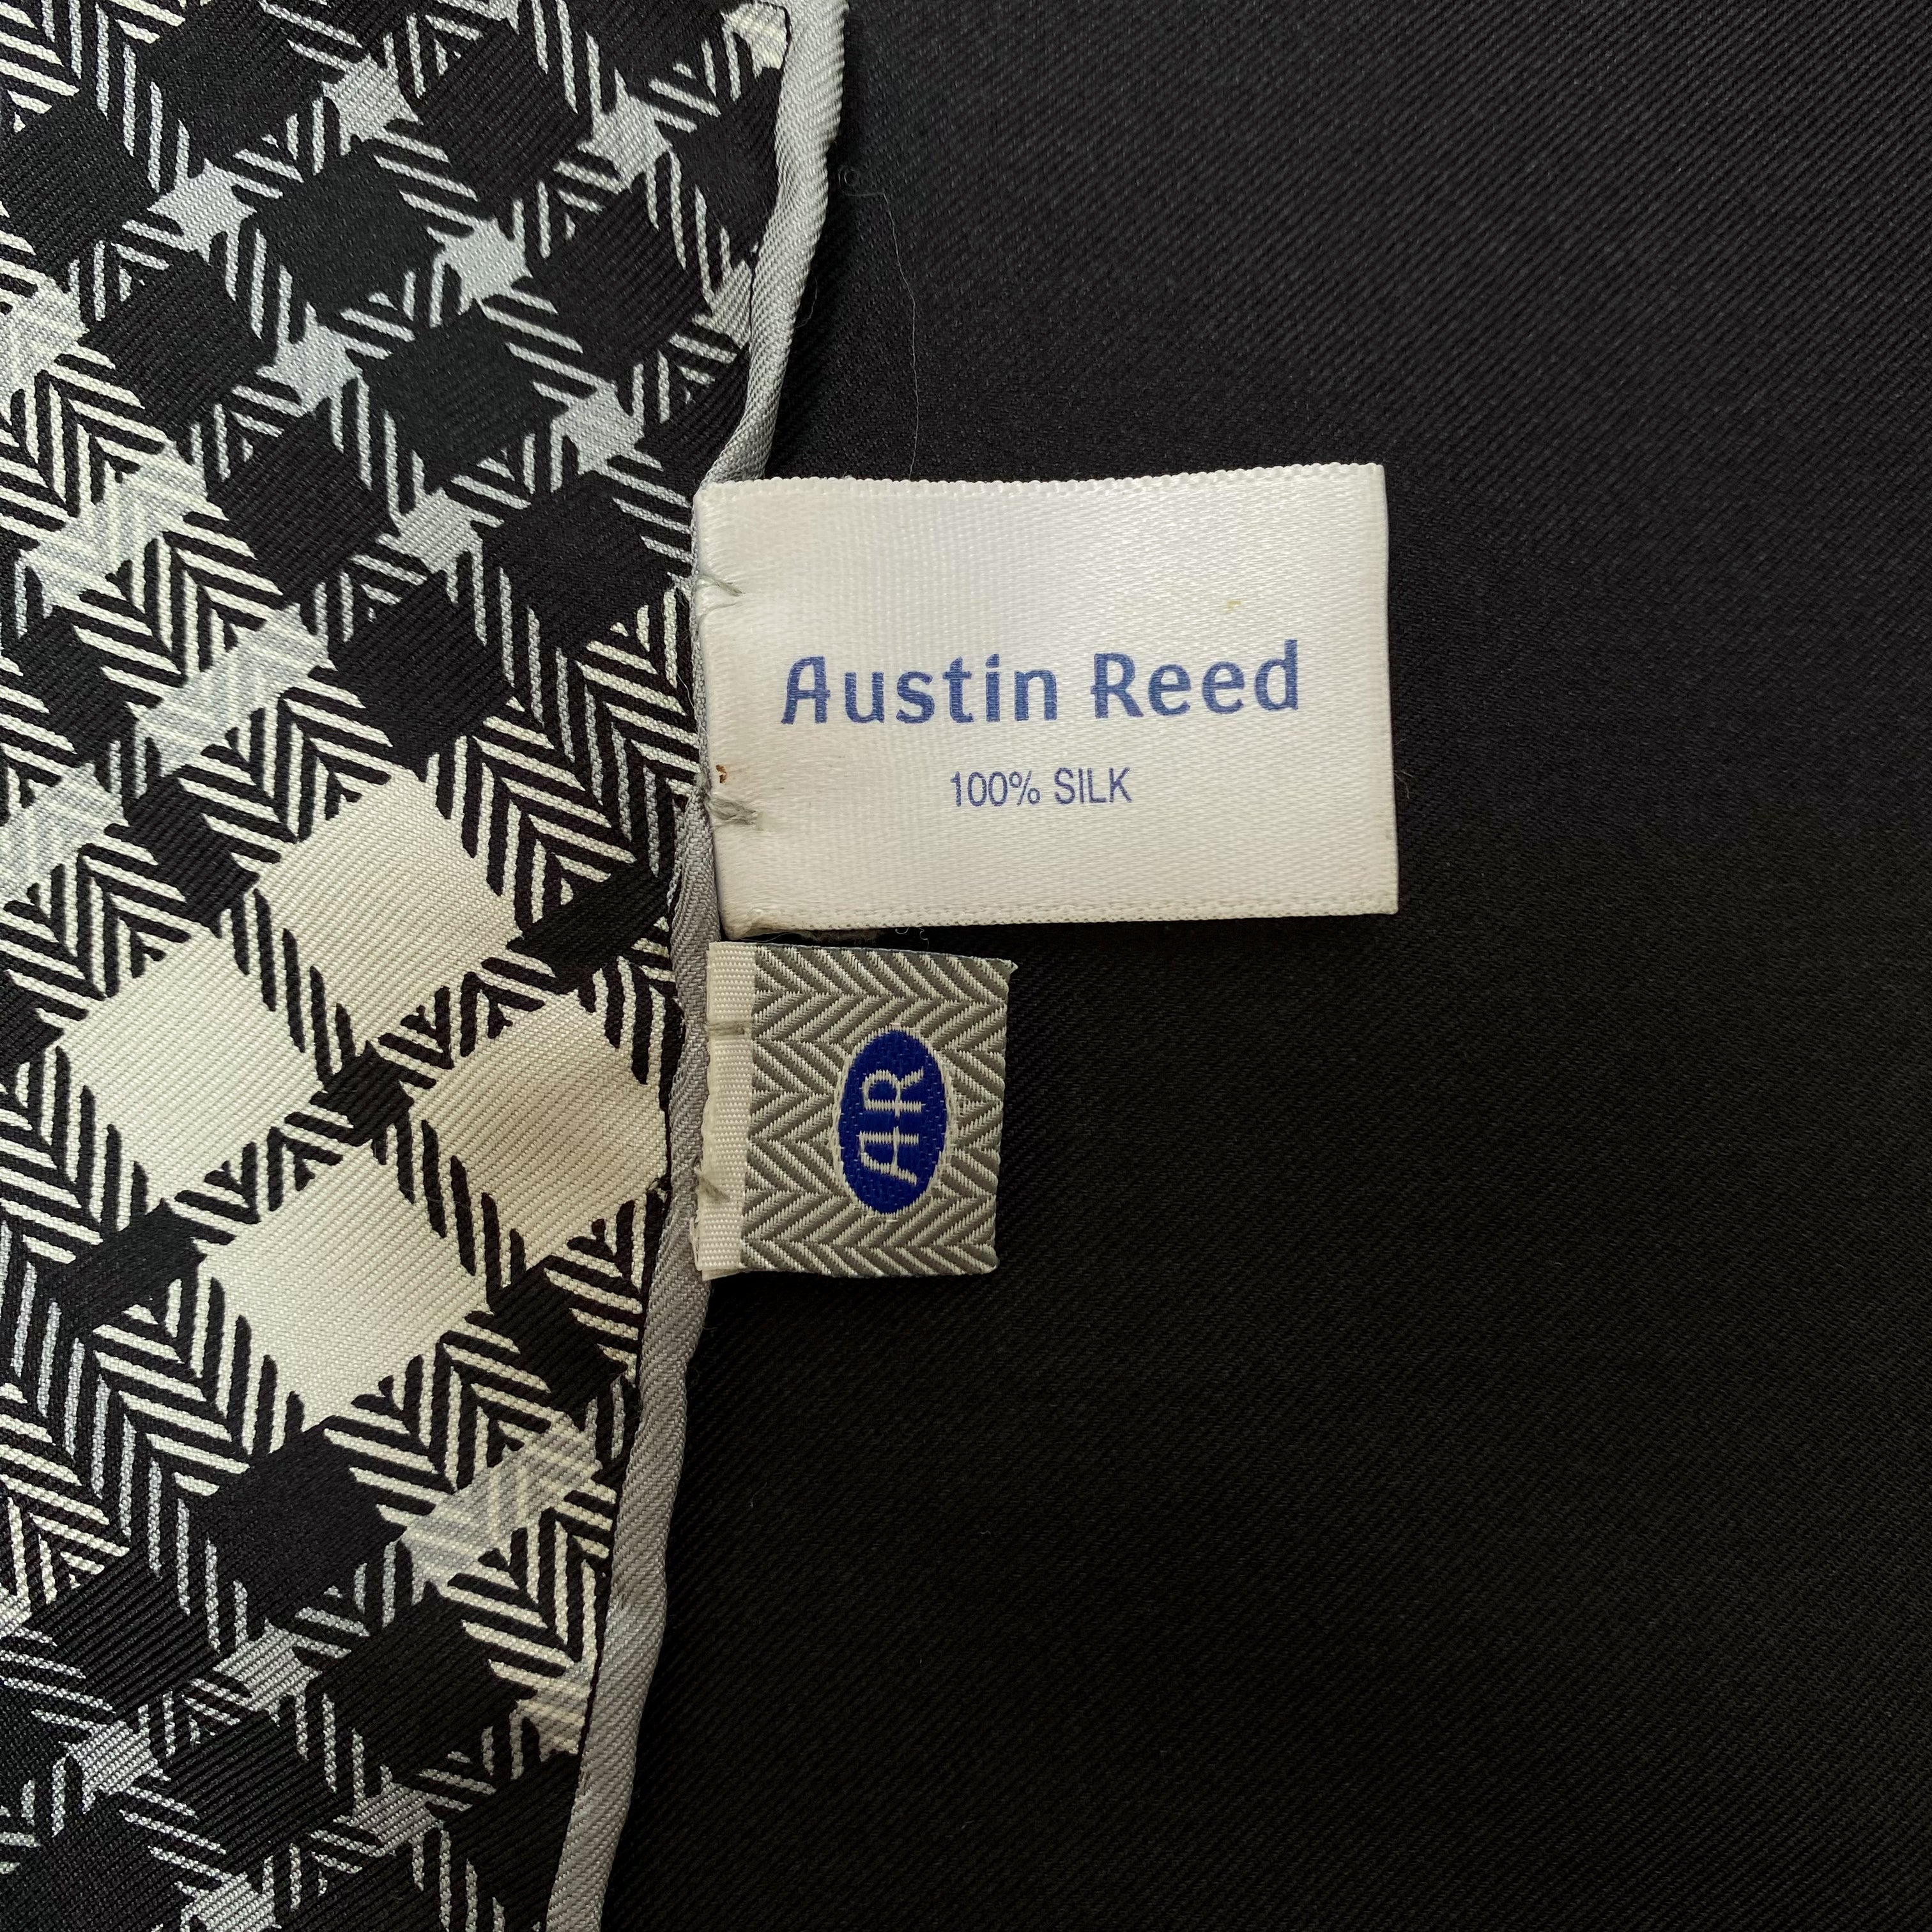 Austin Reed
100% SILK
AR